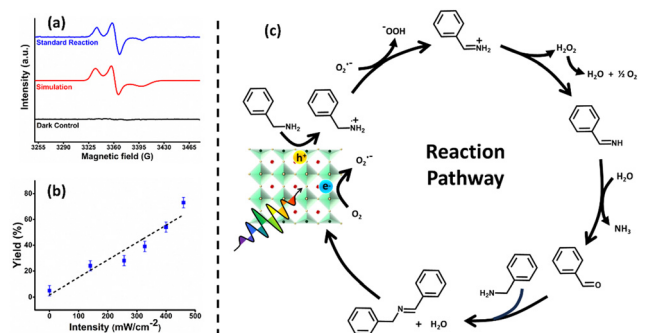 (a)
Intensity (a.u.)
Standard Reaction
Simulation
Dark Control
3255 3290 3325 3360 3395 3430 3465
Magnetic field (G)
(b)
Yield (%)
80
60
40
20
0
0 100 200 300 400 500
Intensity (mW/cm⁻²)
(c)
Reaction
Pathway
⁻OOH
O₂•⁻
NH₂
H₂O₂
H₂O + ½ O₂
NH
H₂O
NH₃
O
H₂N
N
+ H₂O
NH₂
NH₂
h⁺
e⁻
O₂•⁻
O₂